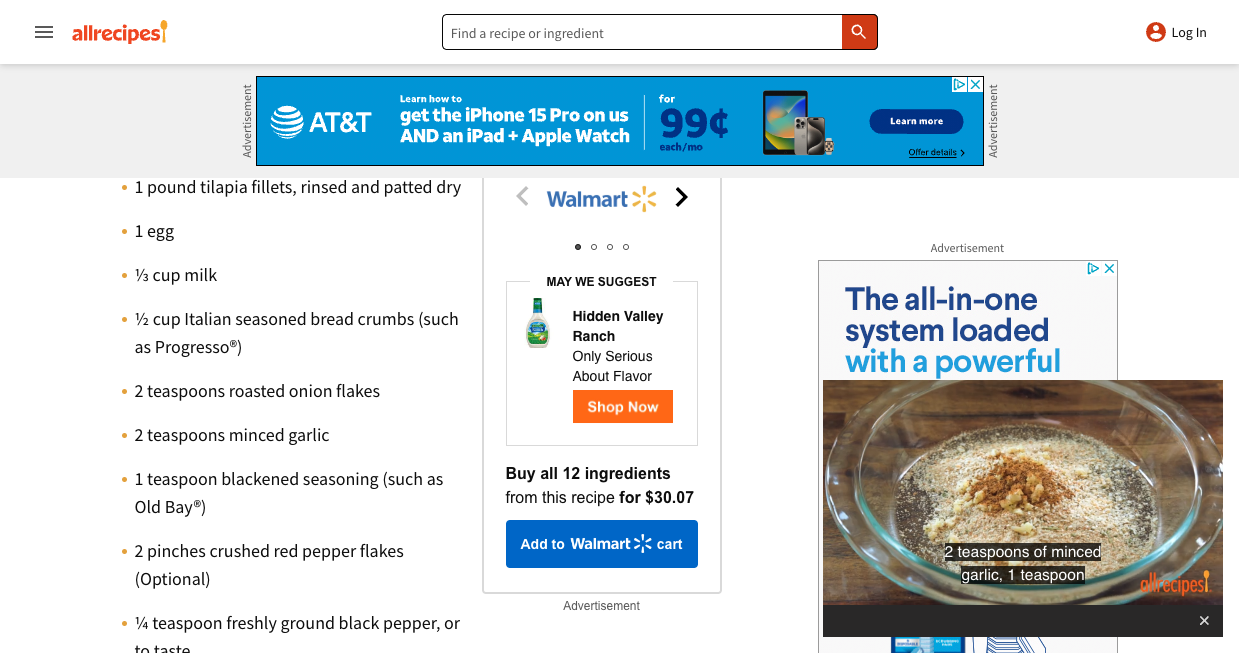 allrecipes
Find a recipe or ingredient
Log In
Advertisement
AT&T
Learn how to
get the iPhone 15 Pro on us
AND an iPad + Apple Watch
for
99¢
each/mo
Learn more
Offer details
Advertisement
1 pound tilapia fillets, rinsed and patted dry
1 egg
⅓ cup milk
½ cup Italian seasoned bread crumbs (such
as Progresso®)
2 teaspoons roasted onion flakes
2 teaspoons minced garlic
1 teaspoon blackened seasoning (such as
Old Bay®)
2 pinches crushed red pepper flakes
(Optional)
¼ teaspoon freshly ground black pepper, or
to taste
Walmart
MAY WE SUGGEST
Hidden Valley
Ranch
Only Serious
About Flavor
Shop Now
Buy all 12 ingredients
from this recipe for $30.07
Add to Walmart cart
Advertisement
Advertisement
The all-in-one
system loaded
with a powerful
2 teaspoons of minced
garlic, 1 teaspoon
allrecipes